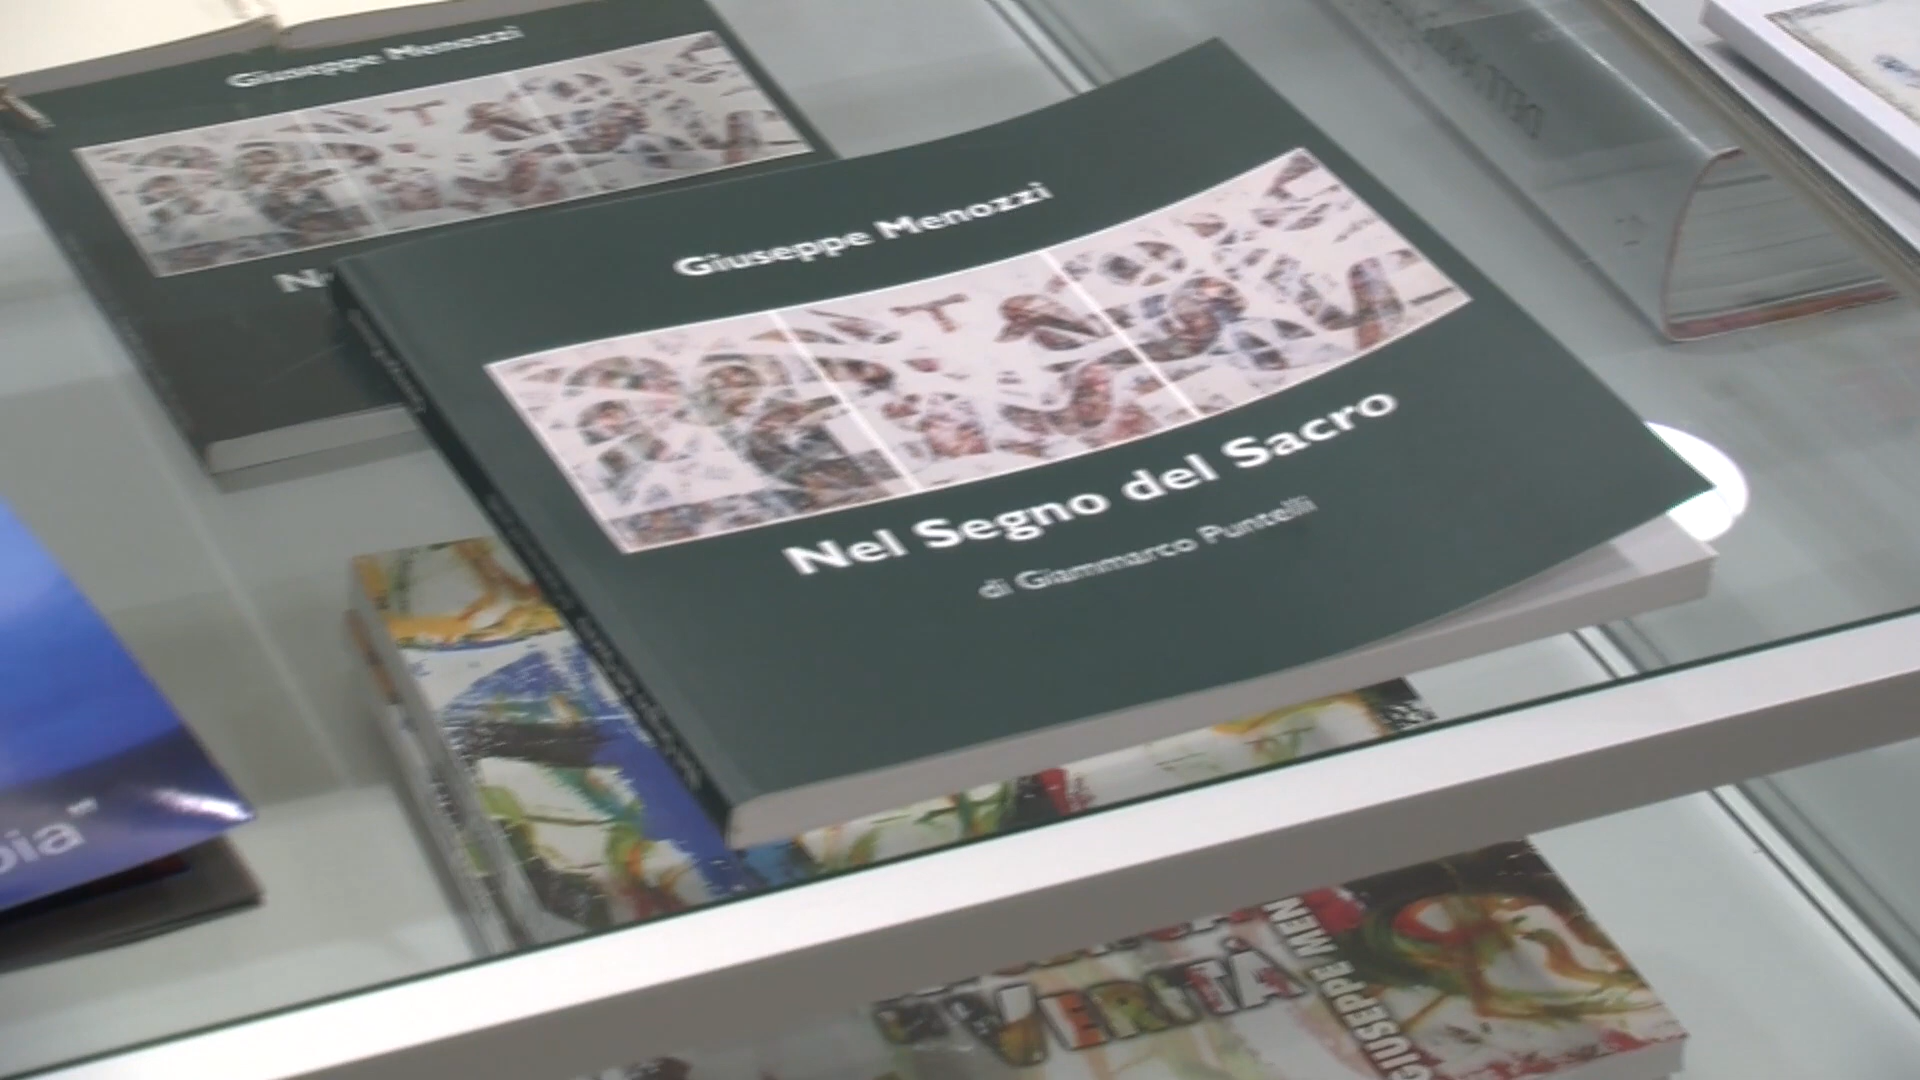 Giuseppe Menozzi
Giuseppe Menozzi
Nel Segno del Sacro
di Giammarco Puntelli
VERITÀ
GIUSEPPE MEN